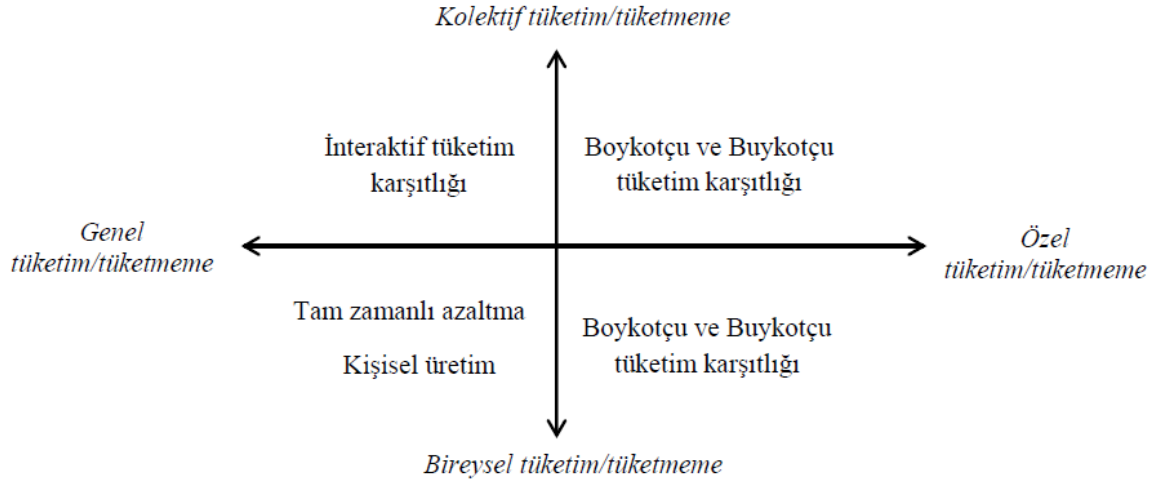 Kolektif tüketim/tüketmeme
İnteraktif tüketim
karşıtlığı
Boykotçu ve Buykotçu
tüketim karşıtlığı
Genel
tüketim/tüketmeme
Özel
tüketim/tüketmeme
Tam zamanlı azaltma
Kişisel üretim
Boykotçu ve Buykotçu
tüketim karşıtlığı
Bireysel tüketim/tüketmeme